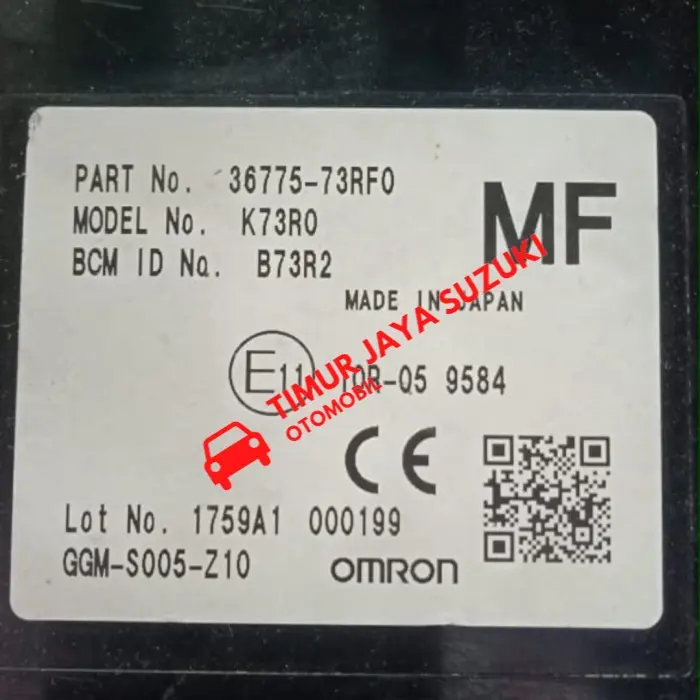 PART No. 36775-73RF0
MODEL No. K73R0
BCM ID No. B73R2
MF
MADE IN JAPAN
E11 10R-05 9584
TIMUR JAYA SUZUKI
OTOMOBIL
CE
Lot No. 1759A1 000199
GGM-S005-Z10
OMRON